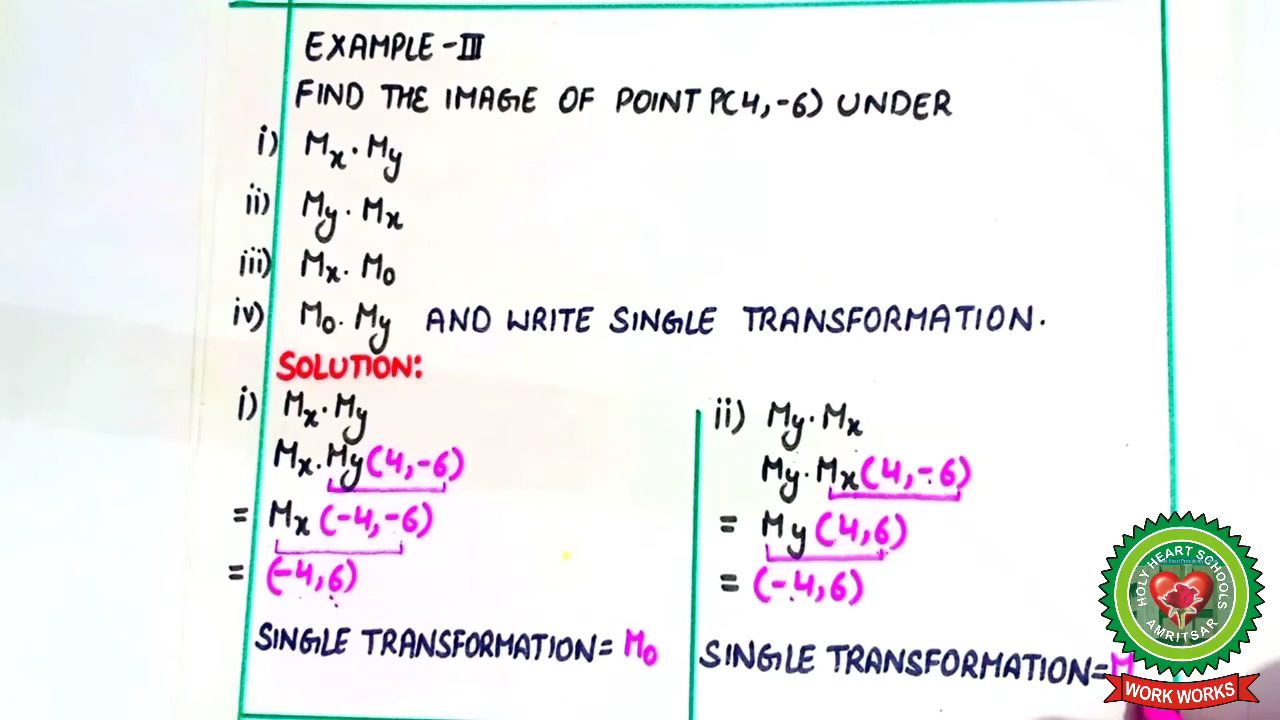 EXAMPLE-III
FIND THE IMAGE OF POINT P(4,-6) UNDER
i) Mx·My
ii) My·Mx
iii) Mx·M0
iv) M0·My AND WRITE SINGLE TRANSFORMATION.
SOLUTION:
i) Mx·My
Mx·My(4,-6)
= Mx(-4,-6)
= (-4,6)
SINGLE TRANSFORMATION= M0
ii) My·Mx
My·Mx(4,-6)
= My(4,6)
= (-4,6)
SINGLE TRANSFORMATION=M
HOLY HEART SCHOOLS
AMRITSAR
WORK WORKS